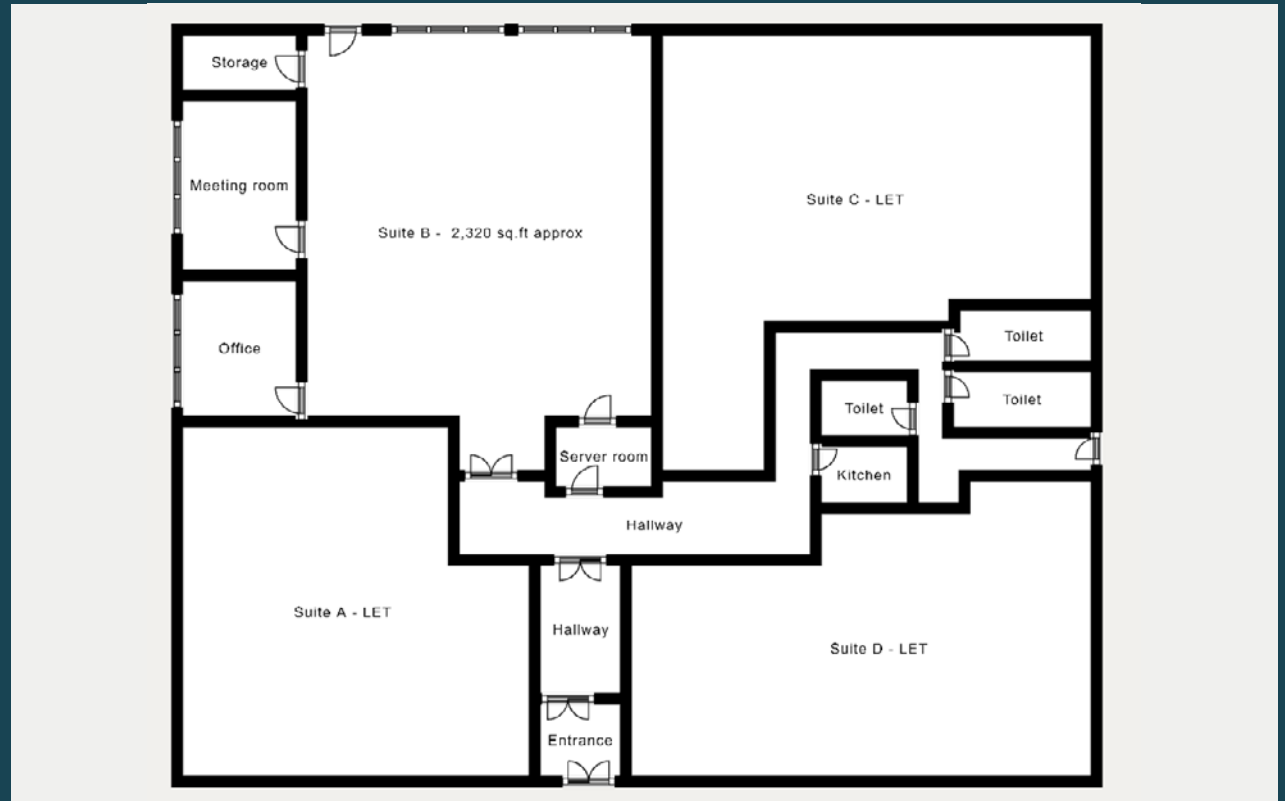 Storage
Meeting room
Suite C - LET
Suite B -  2,320 sq.ft approx
Toilet
Office
Toilet
Toilet
Server room
Kitchen
Hallway
Suite A - LET
Hallway
Suite D - LET
Entrance